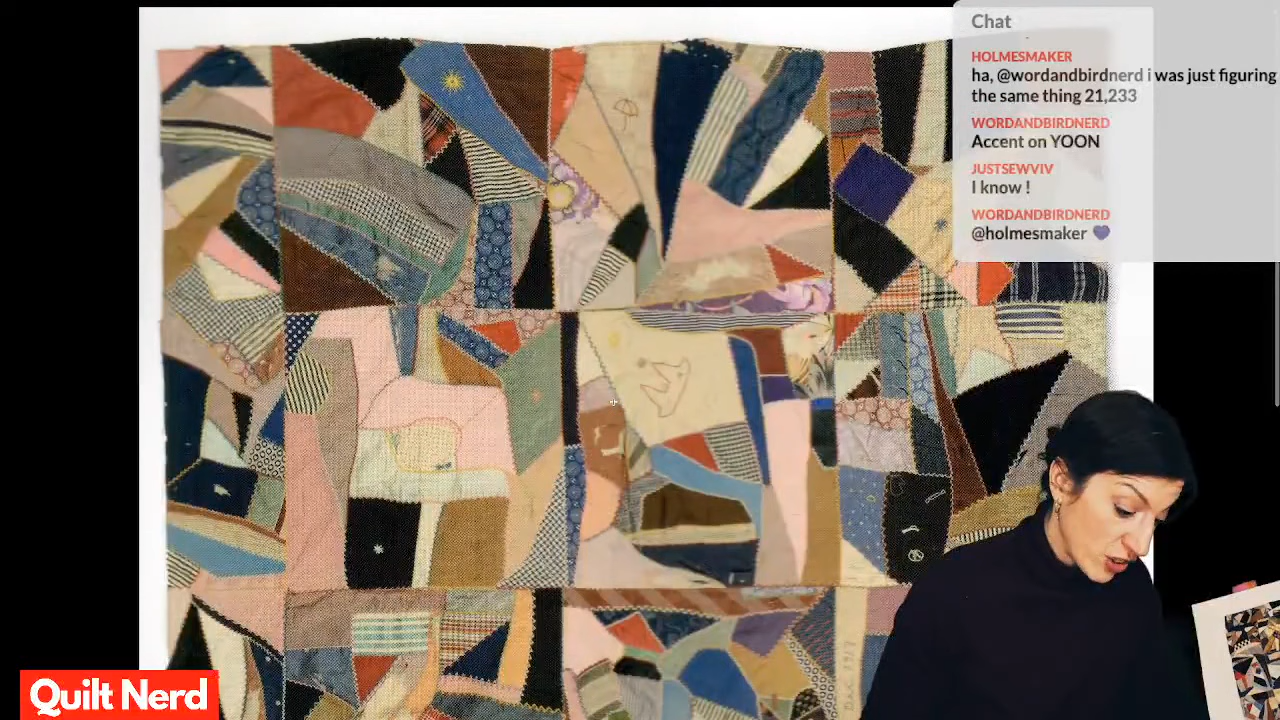 Chat
HOLMESMAKER
ha, @wordandbirdnerd i was just figuring
the same thing 21,233
WORDANDBIRDNERD
Accent on YOON
JUSTSEWVIV
I know !
WORDANDBIRDNERD
@holmesmaker 💜
Quilt Nerd